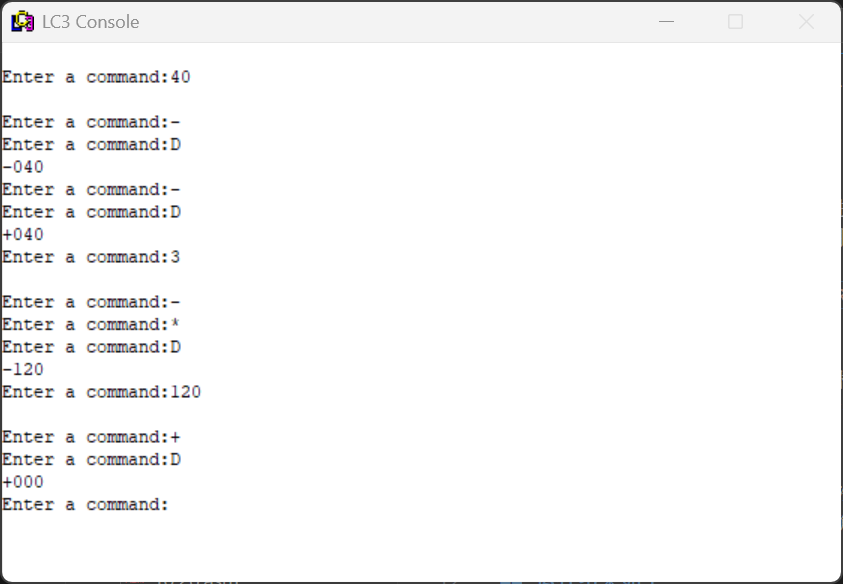 LC3 Console
Enter a command:40
Enter a command:-
Enter a command:D
-040
Enter a command:-
Enter a command:D
+040
Enter a command:3
Enter a command:-
Enter a command:*
Enter a command:D
-120
Enter a command:120
Enter a command:+
Enter a command:D
+000
Enter a command: